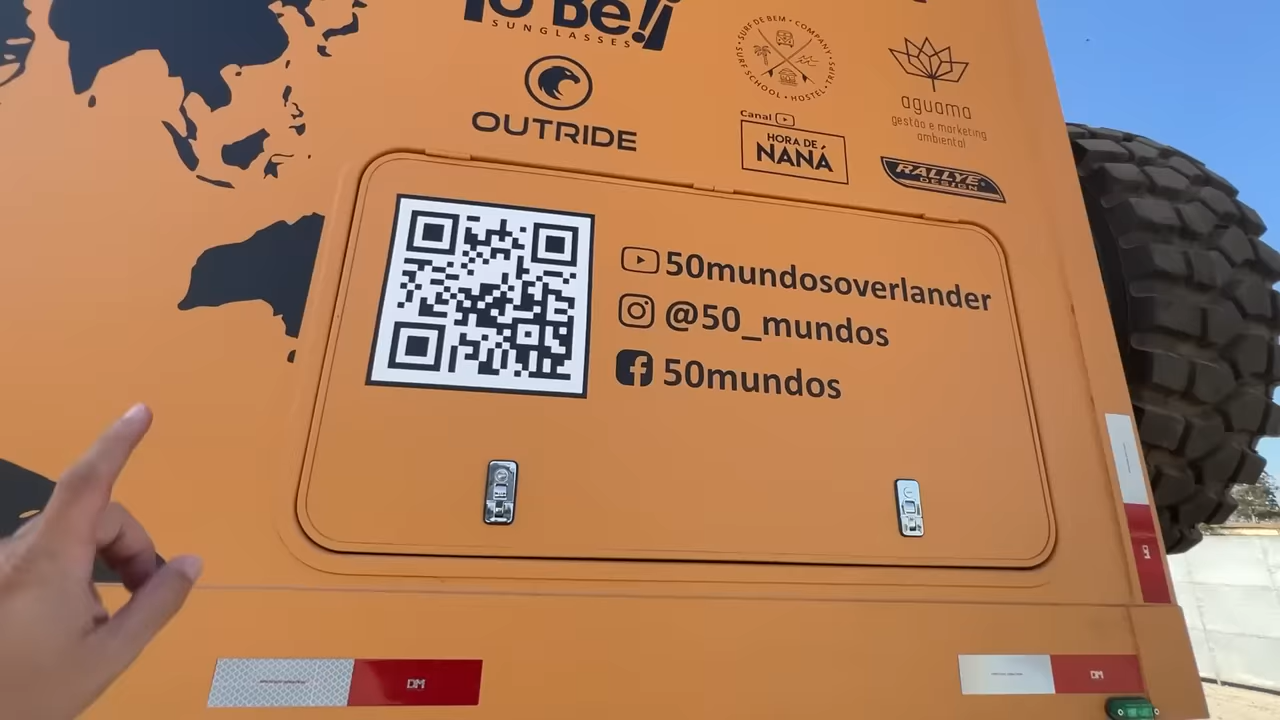 To Be!¡
SUNGLASSES
OUTRIDE
SURF DE BEM • COMPANY • TRIPS • HOSTEL • SURF SCHOOL •
aguama
gestão e marketing
ambiental
Canal
HORA DE
NANÁ
RALLYE
DESIGN
50mundosoverlander
@50_mundos
50mundos
DM
DM